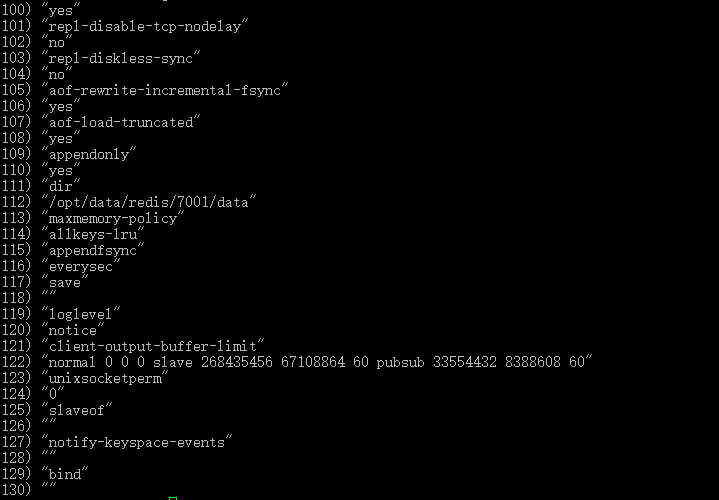 100) "yes"
101) "repl-disable-tcp-nodelay"
102) "no"
103) "repl-diskless-sync"
104) "no"
105) "aof-rewrite-incremental-fsync"
106) "yes"
107) "aof-load-truncated"
108) "yes"
109) "appendonly"
110) "yes"
111) "dir"
112) "/opt/data/redis/7001/data"
113) "maxmemory-policy"
114) "allkeys-lru"
115) "appendfsync"
116) "everysec"
117) "save"
118) ""
119) "loglevel"
120) "notice"
121) "client-output-buffer-limit"
122) "normal 0 0 0 slave 268435456 67108864 60 pubsub 33554432 8388608 60"
123) "unixsocketperm"
124) "0"
125) "slaveof"
126) ""
127) "notify-keyspace-events"
128) ""
129) "bind"
130) ""